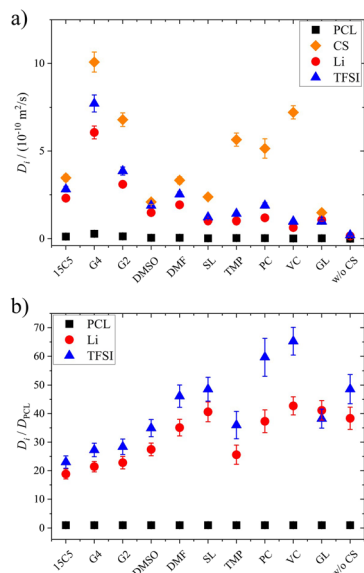 a)
PCL
CS
Li
TFSI
10
5
0
D_i / (10^-10 m^2/s)
15C5
G4
G2
DMSO
DMF
SL
TMP
PC
VC
GL
w/o CS
b)
PCL
Li
TFSI
70
60
50
40
30
20
10
0
D_i / D_PCL
15C5
G4
G2
DMSO
DMF
SL
TMP
PC
VC
GL
w/o CS